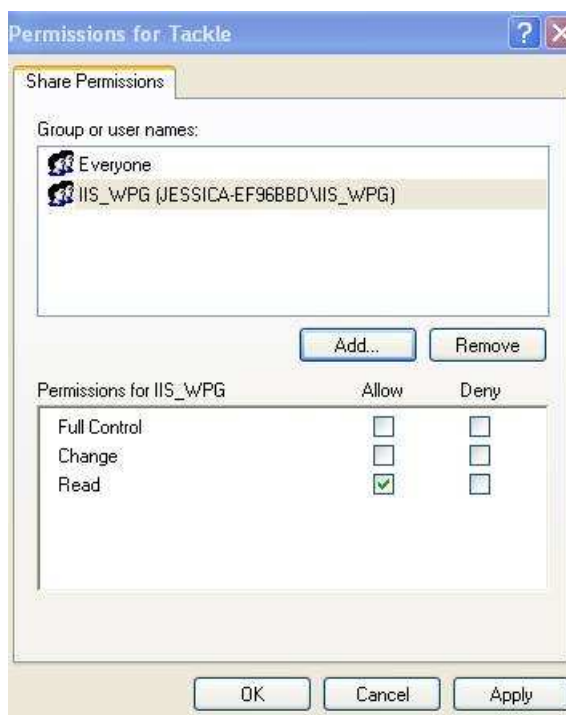 Permissions for Tackle
Share Permissions
Group or user names:
Everyone
IIS_WPG (JESSICA-EF96BBD\IIS_WPG)
Add... Remove
Permissions for IIS_WPG Allow Deny
Full Control
Change
Read
OK Cancel Apply